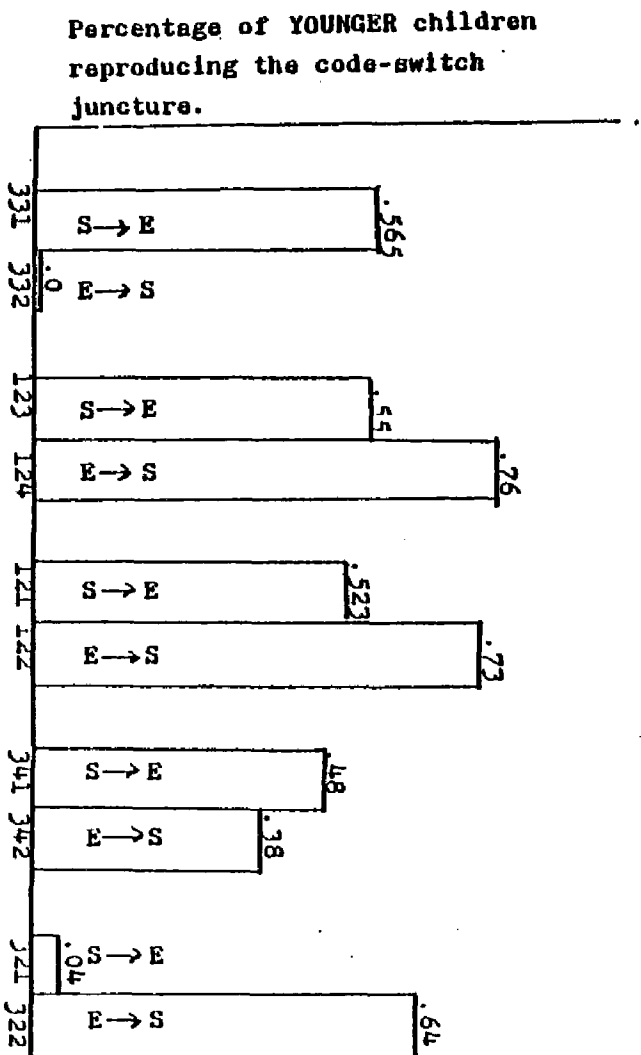 Percentage of YOUNGER children
reproducing the code-switch
juncture.
331
S→E
.565
332
E→S
.0
123
S→E
.55
124
E→S
.76
121
S→E
.523
122
E→S
.73
341
S→E
.48
342
E→S
.38
321
S→E
.04
322
E→S
.64